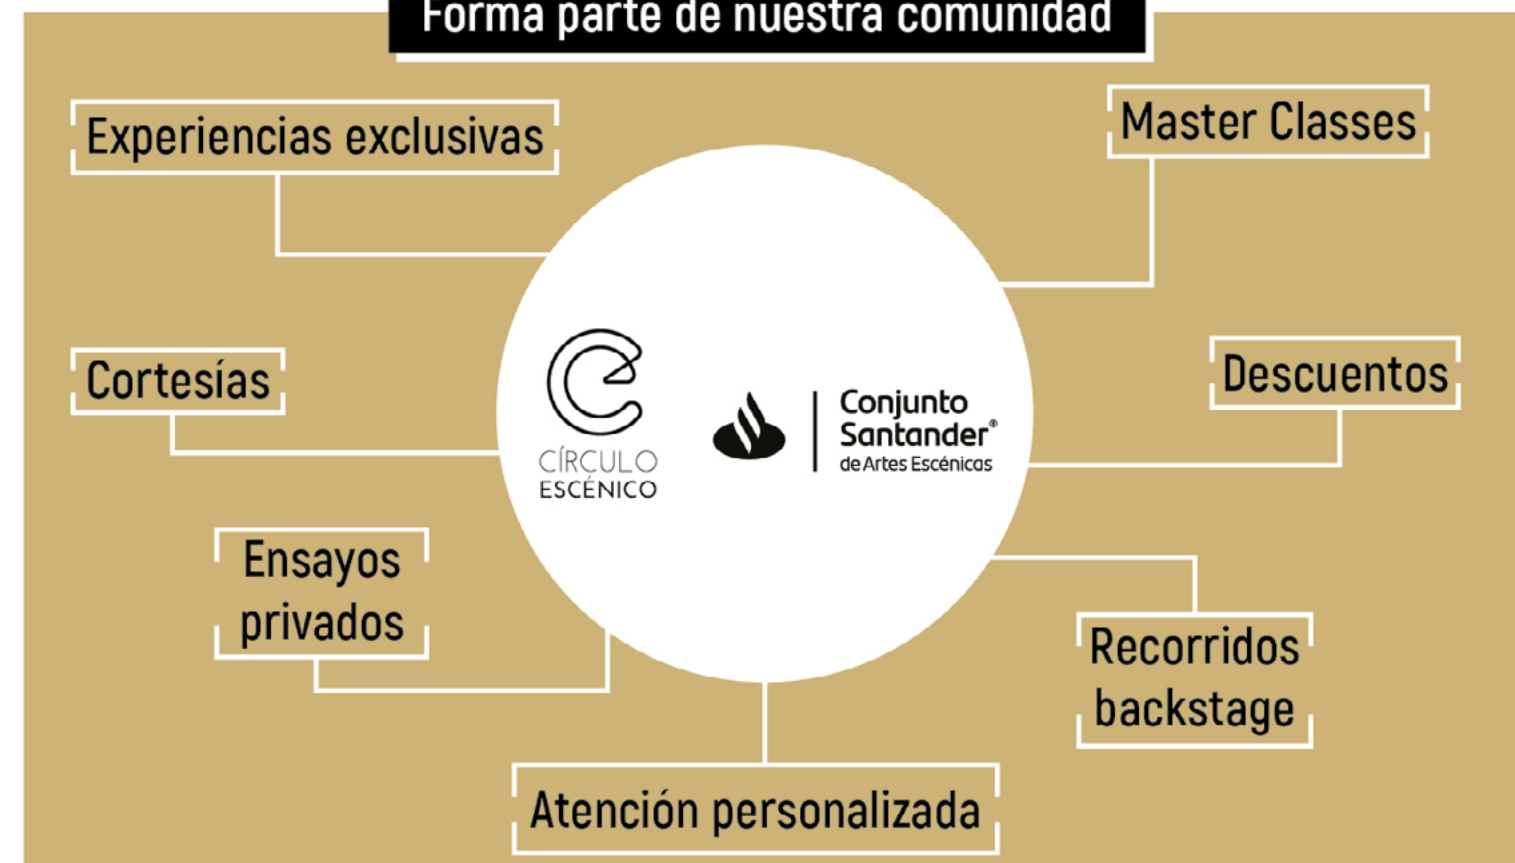 Forma parte de nuestra comunidad
Experiencias exclusivas
Master Classes
Cortesías
Descuentos
CÍRCULO
ESCÉNICO
Conjunto
Santander®
de Artes Escénicas
Ensayos
privados
Recorridos
backstage
Atención personalizada